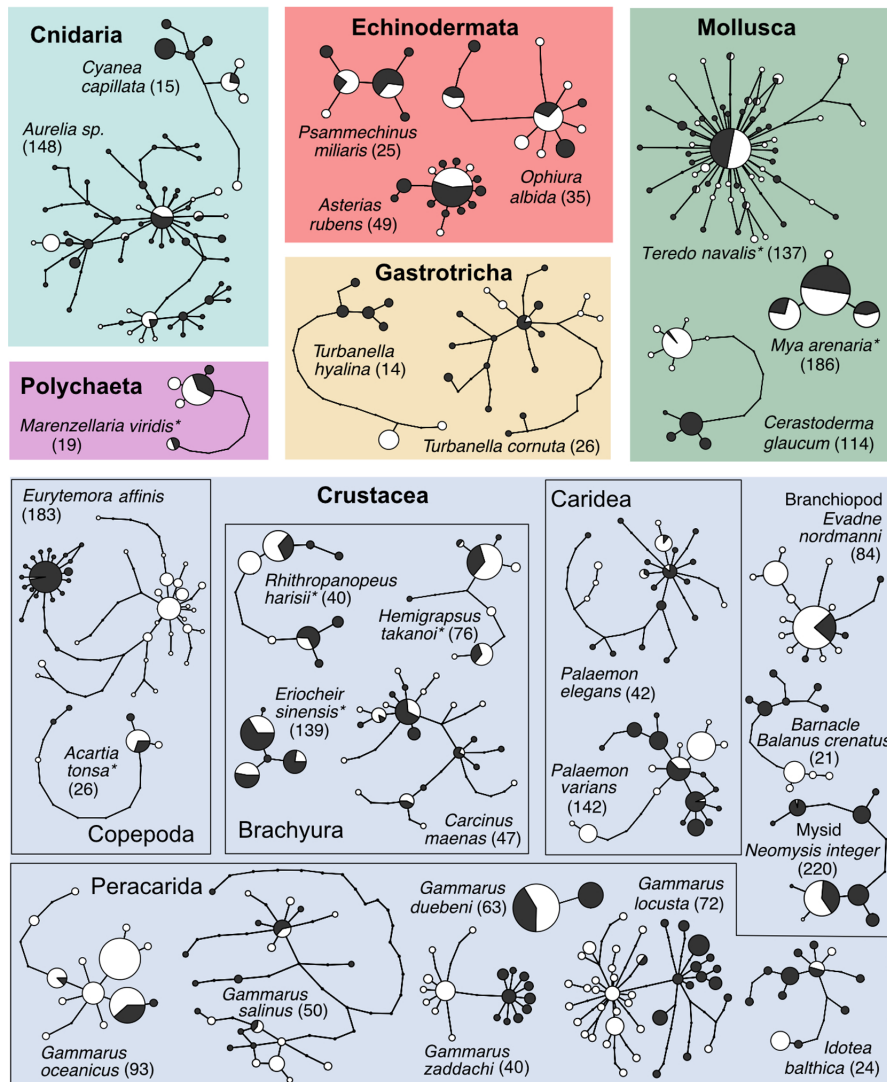 Cnidaria
Cyanea
capillata (15)
Aurelia sp.
(148)
Echinodermata
Psammechinus
miliaris (25)
Ophiura
albida (35)
Asterias
rubens (49)
Mollusca
Teredo navalis* (137)
Mya arenaria*
(186)
Cerastoderma
glaucum (114)
Gastrotricha
Turbanella
hyalina (14)
Turbanella cornuta (26)
Polychaeta
Marenzellaria viridis*
(19)
Crustacea
Eurytemora affinis
(183)
Acartia
tonsa*
(26)
Copepoda
Rhithropanopeus
harisii* (40)
Hemigrapsus
takanoi* (76)
Eriocheir
sinensis*
(139)
Carcinus
maenas (47)
Brachyura
Caridea
Palaemon
elegans (42)
Palaemon
varians
(142)
Branchiopod
Evadne
nordmanni
(84)
Barnacle
Balanus crenatus
(21)
Mysid
Neomysis integer
(220)
Peracarida
Gammarus
oceanicus (93)
Gammarus
salinus (50)
Gammarus
duebeni (63)
Gammarus
zaddachi (40)
Gammarus
locusta (72)
Idotea
balthica (24)